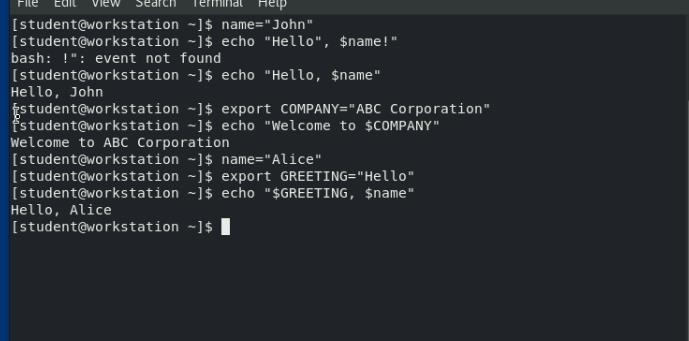 File Edit View Search Terminal Help
[student@workstation ~]$ name="John"
[student@workstation ~]$ echo "Hello", $name!"
bash: !": event not found
[student@workstation ~]$ echo "Hello, $name"
Hello, John
[student@workstation ~]$ export COMPANY="ABC Corporation"
[student@workstation ~]$ echo "Welcome to $COMPANY"
Welcome to ABC Corporation
[student@workstation ~]$ name="Alice"
[student@workstation ~]$ export GREETING="Hello"
[student@workstation ~]$ echo "$GREETING, $name"
Hello, Alice
[student@workstation ~]$